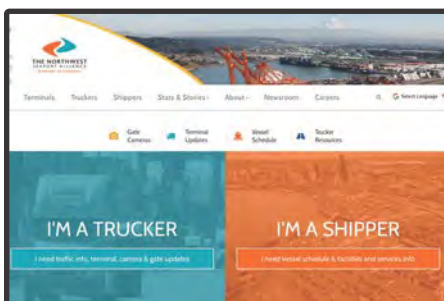 THE NORTHWEST
SEAPORT ALLIANCE
Terminals Truckers Shippers Stats & Stories About Newsroom Careers Select Language
Gate Cameras
Terminal Updates
Vessel Schedule
Trucker Resources
I'M A TRUCKER
I need traffic info, terminal, camera & gate updates
I'M A SHIPPER
I need vessel schedule & facilities and services info